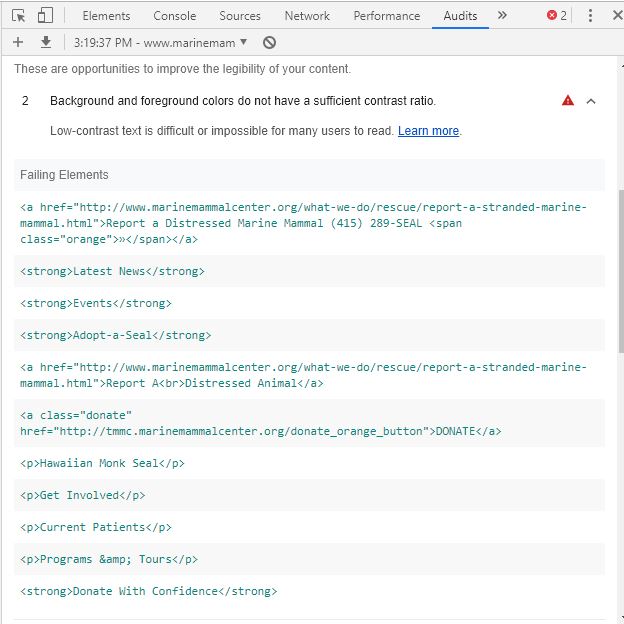 Elements Console Sources Network Performance Audits » 2
3:19:37 PM - www.marinemam
These are opportunities to improve the legibility of your content.
2 Background and foreground colors do not have a sufficient contrast ratio.
Low-contrast text is difficult or impossible for many users to read. Learn more.
Failing Elements
<a href="http://www.marinemammalcenter.org/what-we-do/rescue/report-a-stranded-marine-
mammal.html">Report a Distressed Marine Mammal (415) 289-SEAL <span
class="orange">»</span></a>
<strong>Latest News</strong>
<strong>Events</strong>
<strong>Adopt-a-Seal</strong>
<a href="http://www.marinemammalcenter.org/what-we-do/rescue/report-a-stranded-marine-
mammal.html">Report A<br>Distressed Animal</a>
<a class="donate"
href="http://tmmc.marinemammalcenter.org/donate_orange_button">DONATE</a>
<p>Hawaiian Monk Seal</p>
<p>Get Involved</p>
<p>Current Patients</p>
<p>Programs &amp; Tours</p>
<strong>Donate With Confidence</strong>